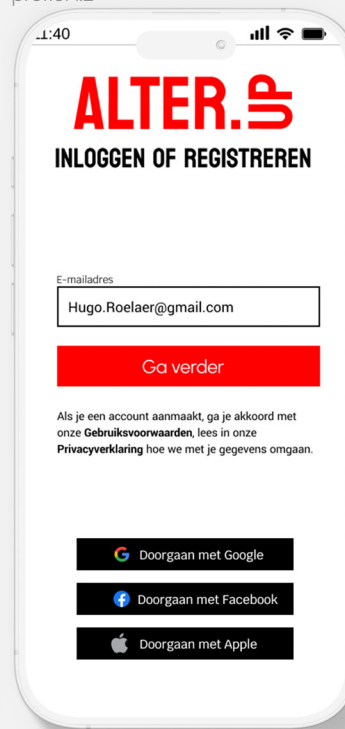 ALTER.UP
INLOGGEN OF REGISTREREN
E-mailadres
Hugo.Roelaer@gmail.com
Ga verder
Als je een account aanmaakt, ga je akkoord met
onze Gebruiksvoorwaarden, lees in onze
Privacyverklaring hoe we met je gegevens omgaan.
Doorgaan met Google
Doorgaan met Facebook
Doorgaan met Apple